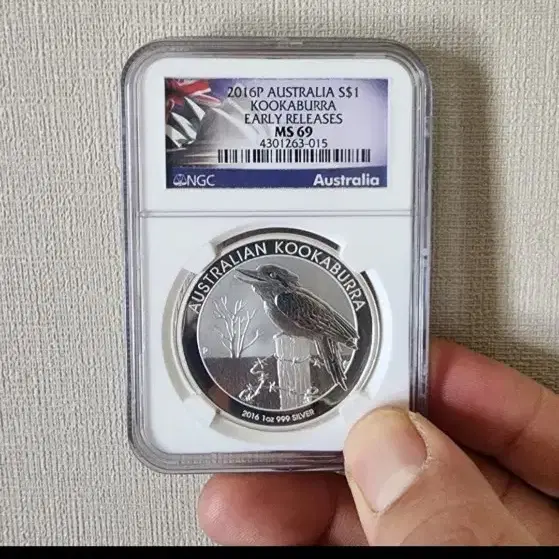 2016P AUSTRALIA S$1
KOOKABURRA
EARLY RELEASES
MS 69
4301263-015
NGC Australia
AUSTRALIAN KOOKABURRA
P
2016 1oz 999 SILVER